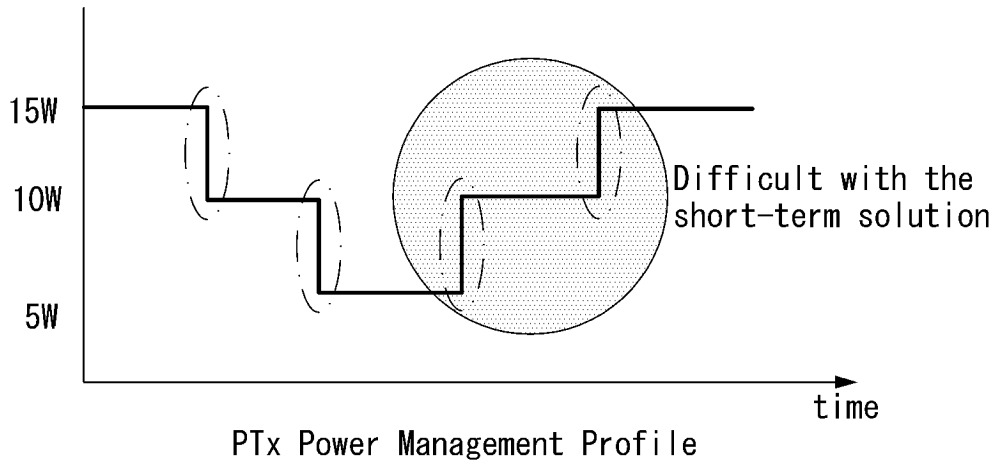 15W
10W
5W
Difficult with the
short-term solution
time
PTx Power Management Profile